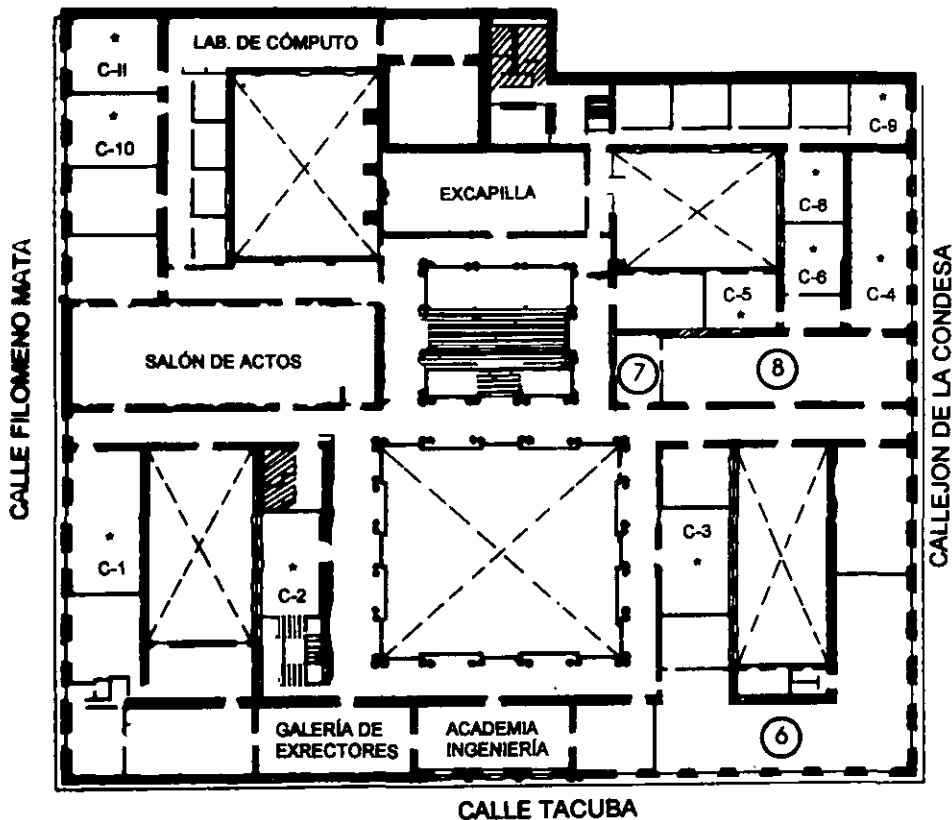 LAB. DE CÓMPUTO
C-II
C-10
C-9
EXCAPILLA
C-8
C-6
C-5
C-4
SALÓN DE ACTOS
7
8
CALLE FILOMENO MATA
CALLEJON DE LA CONDESA
C-1
C-2
C-3
GALERÍA DE
EXRECTORES
ACADEMIA
INGENIERÍA
6
CALLE TACUBA